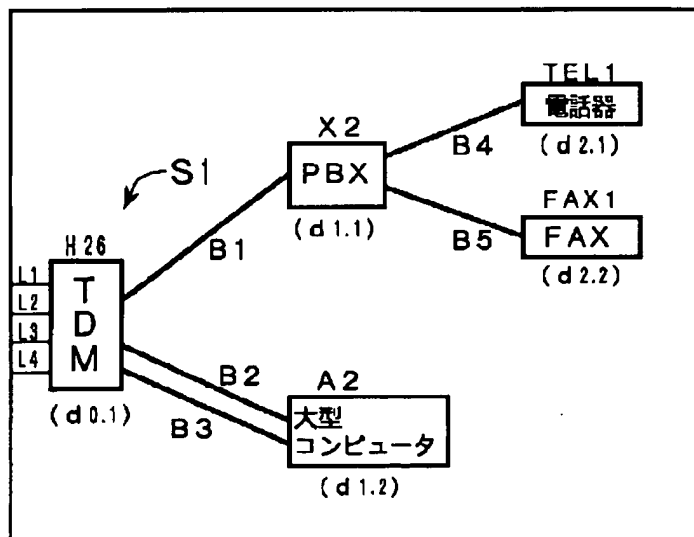 TEL1
電話器
(d2.1)
X2
PBX
(d1.1)
B4
B5
FAX1
FAX
(d2.2)
S1
B1
H26
L1
L2
L3
L4
TDM
(d0.1)
B2
B3
A2
大型
コンピュータ
(d1.2)